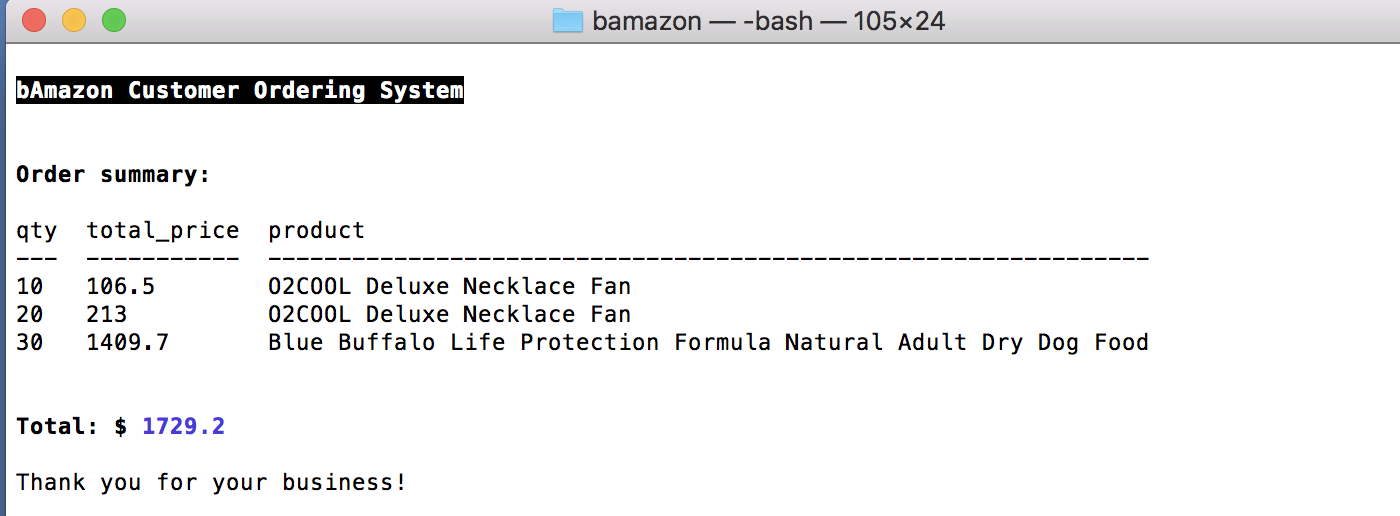 bamazon — -bash — 105×24
bAmazon Customer Ordering System
Order summary:
qty  total_price  product
---  -----------  ---------------------------------------------------------------
10   106.5        O2COOL Deluxe Necklace Fan
20   213          O2COOL Deluxe Necklace Fan
30   1409.7       Blue Buffalo Life Protection Formula Natural Adult Dry Dog Food
Total: $ 1729.2
Thank you for your business!